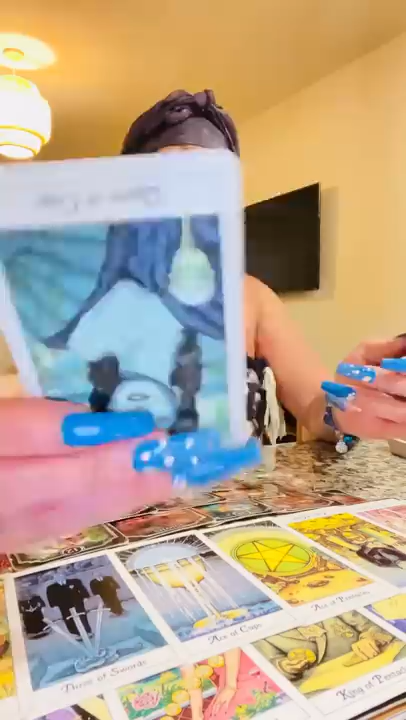 Three of Swords
Ace of Cups
Ace of Pentacles
King of Pentacles